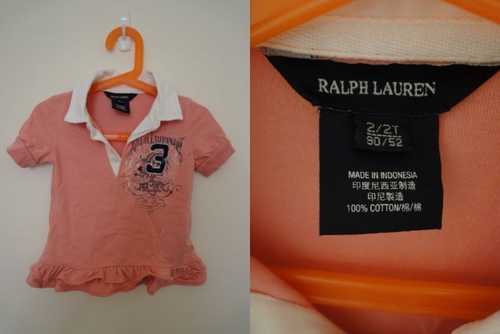 3
RALPH LAUREN
2/2T
90/52
MADE IN INDONESIA
印度尼西亚制造
印尼製造
100% COTTON/棉/棉